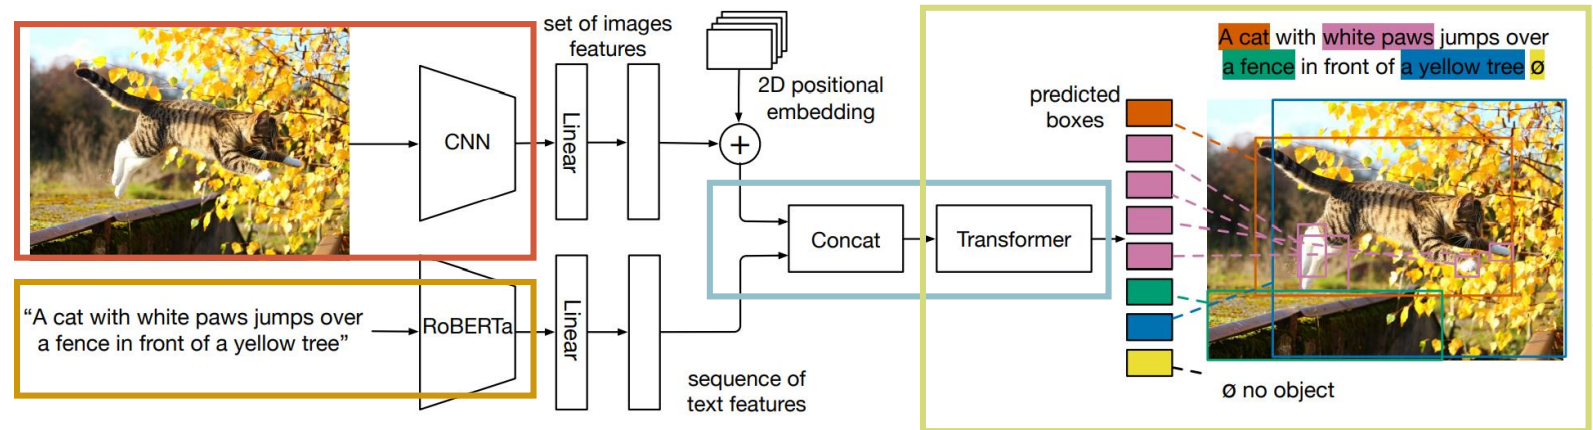 set of images
features
CNN
Linear
2D positional
embedding
+
Concat
Transformer
“A cat with white paws jumps over
a fence in front of a yellow tree”
RoBERTa
Linear
sequence of
text features
predicted
boxes
A cat with white paws jumps over
a fence in front of a yellow tree ø
ø no object